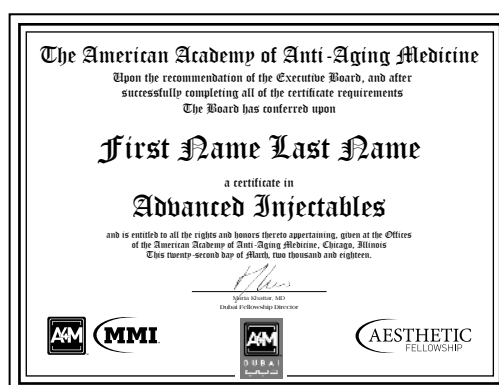 The American Academy of Anti-Aging Medicine
Upon the recommendation of the Executive Board, and after
successfully completing all of the certificate requirements
The Board has conferred upon
First Name Last Name
a certificate in
Advanced Injectables
and is entitled to all the rights and honors thereto appertaining, given at the Offices
of the American Academy of Anti-Aging Medicine, Chicago, Illinois
This twenty-second day of March, two thousand and eighteen.
Maria Khattar, MD
Dubai Fellowship Director
A4M
MMI
A4M
DUBAI
AESTHETIC
FELLOWSHIP